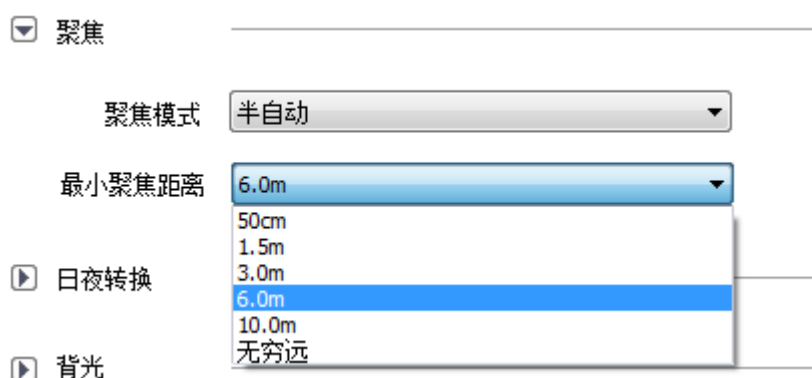 聚焦
聚焦模式 半自动
最小聚焦距离 6.0m
50cm
1.5m
3.0m
日夜转换
6.0m
10.0m
无穷远
背光